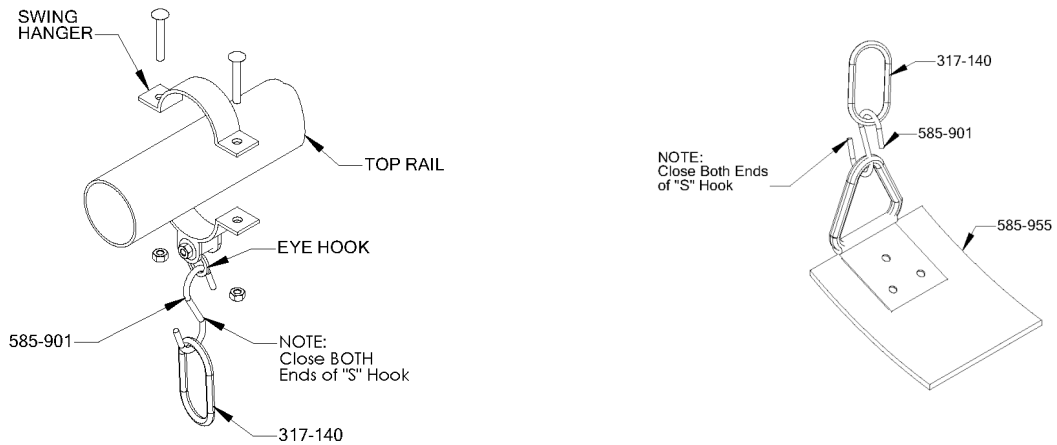 SWING
HANGER
TOP RAIL
EYE HOOK
585-901
NOTE:
Close BOTH
Ends of "S" Hook
317-140
317-140
585-901
NOTE:
Close Both Ends
of "S" Hook
585-955